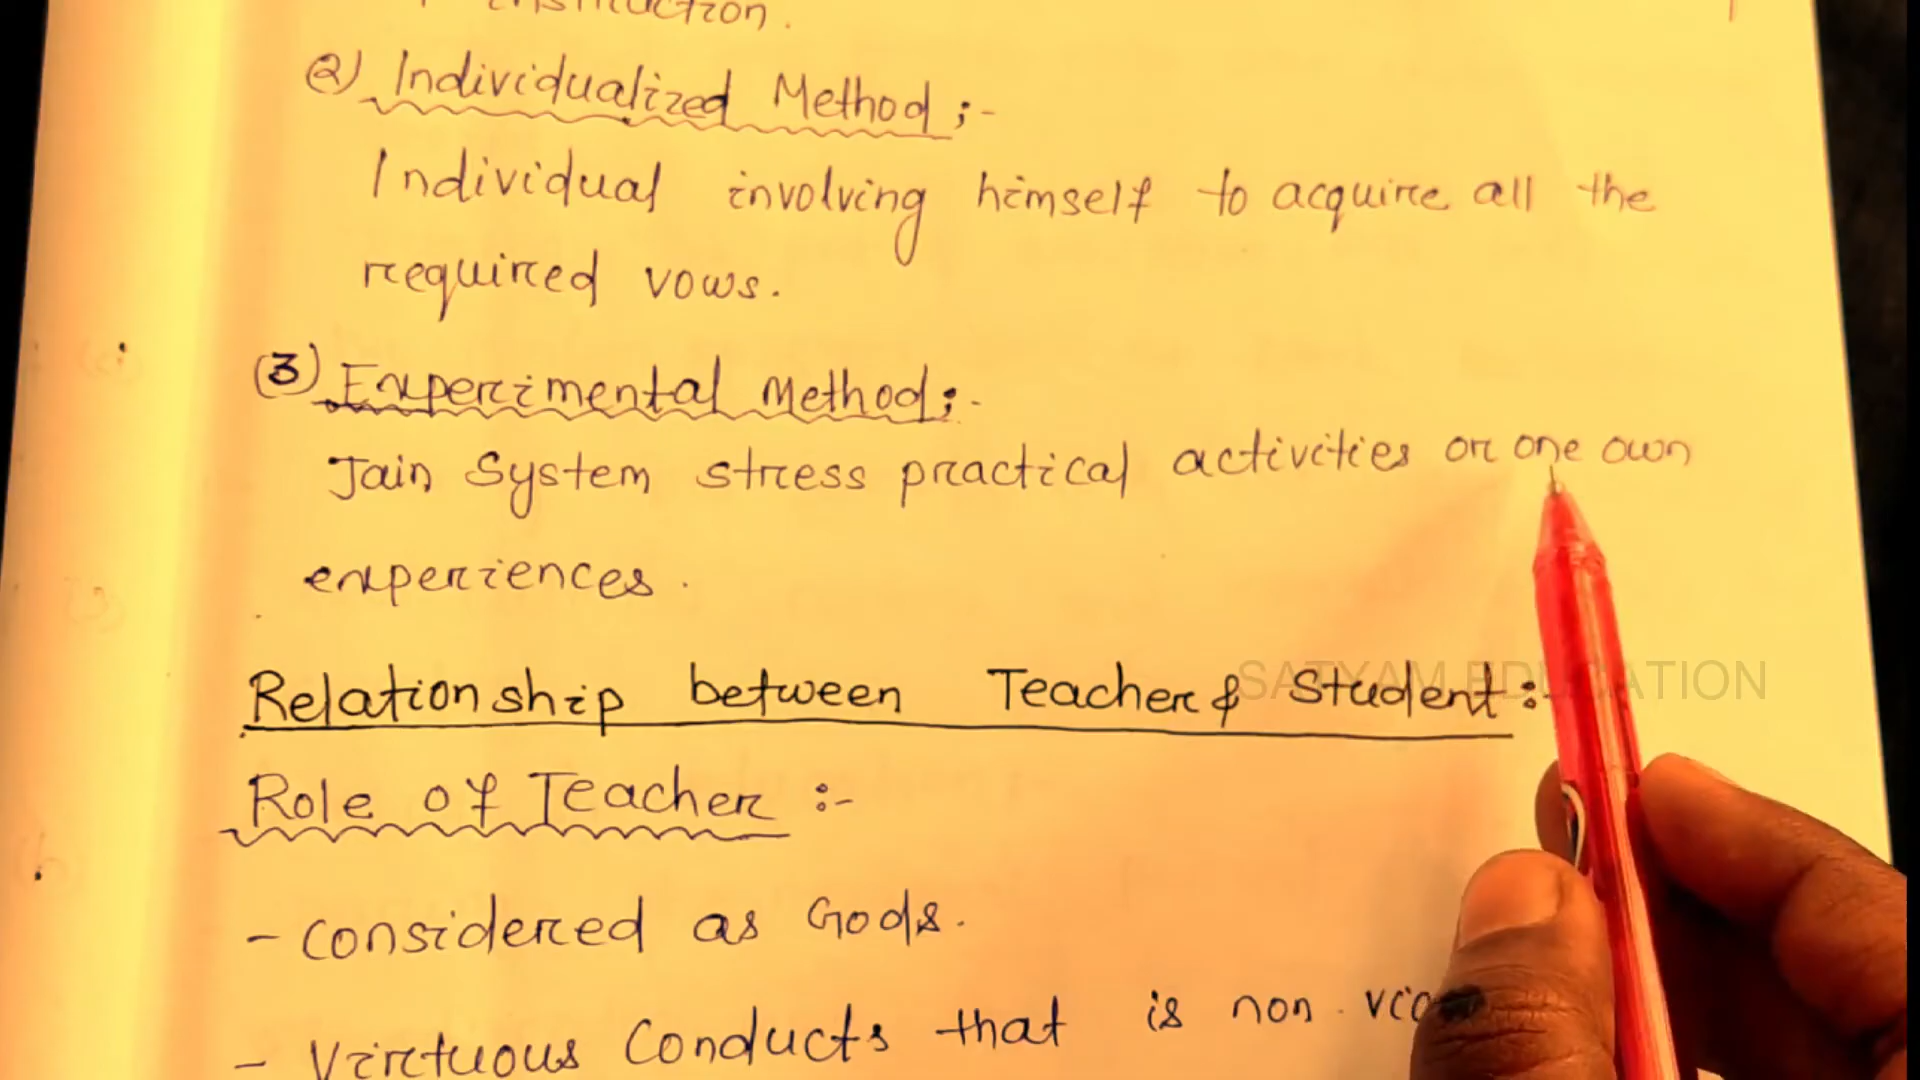 instruction.
2) Individualized Method ;-
Individual involving himself to acquire all the
required vows.
(3) Experimental Method ;-
Jain System stress practical activities or one own
experiences.
SATYAM EDUCATION
Relationship between Teacher & Student :-
Role of Teacher :-
- Considered as Gods.
- Virtuous Conducts that is non